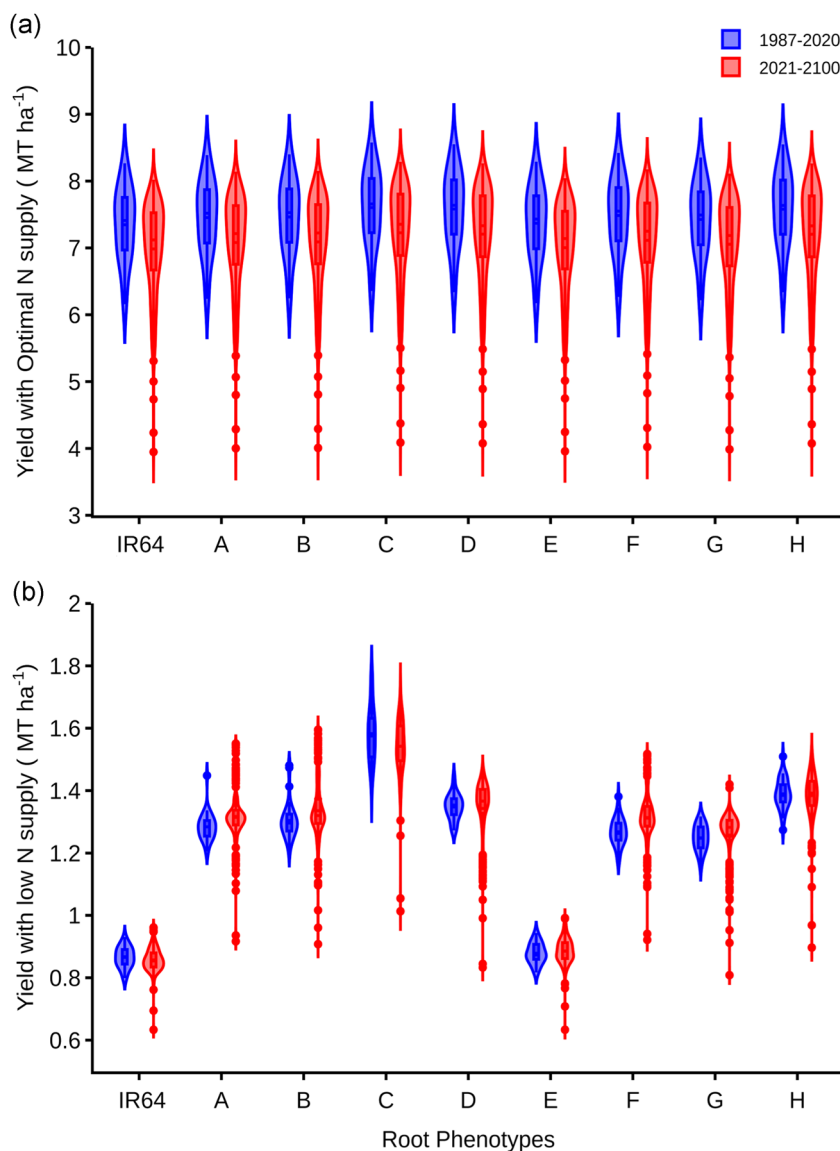 (a)
1987-2020
2021-2100
Yield with Optimal N supply ( MT ha⁻¹)
10
9
8
7
6
5
4
3
IR64 A B C D E F G H
(b)
Yield with low N supply ( MT ha⁻¹)
2
1.8
1.6
1.4
1.2
1
0.8
0.6
IR64 A B C D E F G H
Root Phenotypes